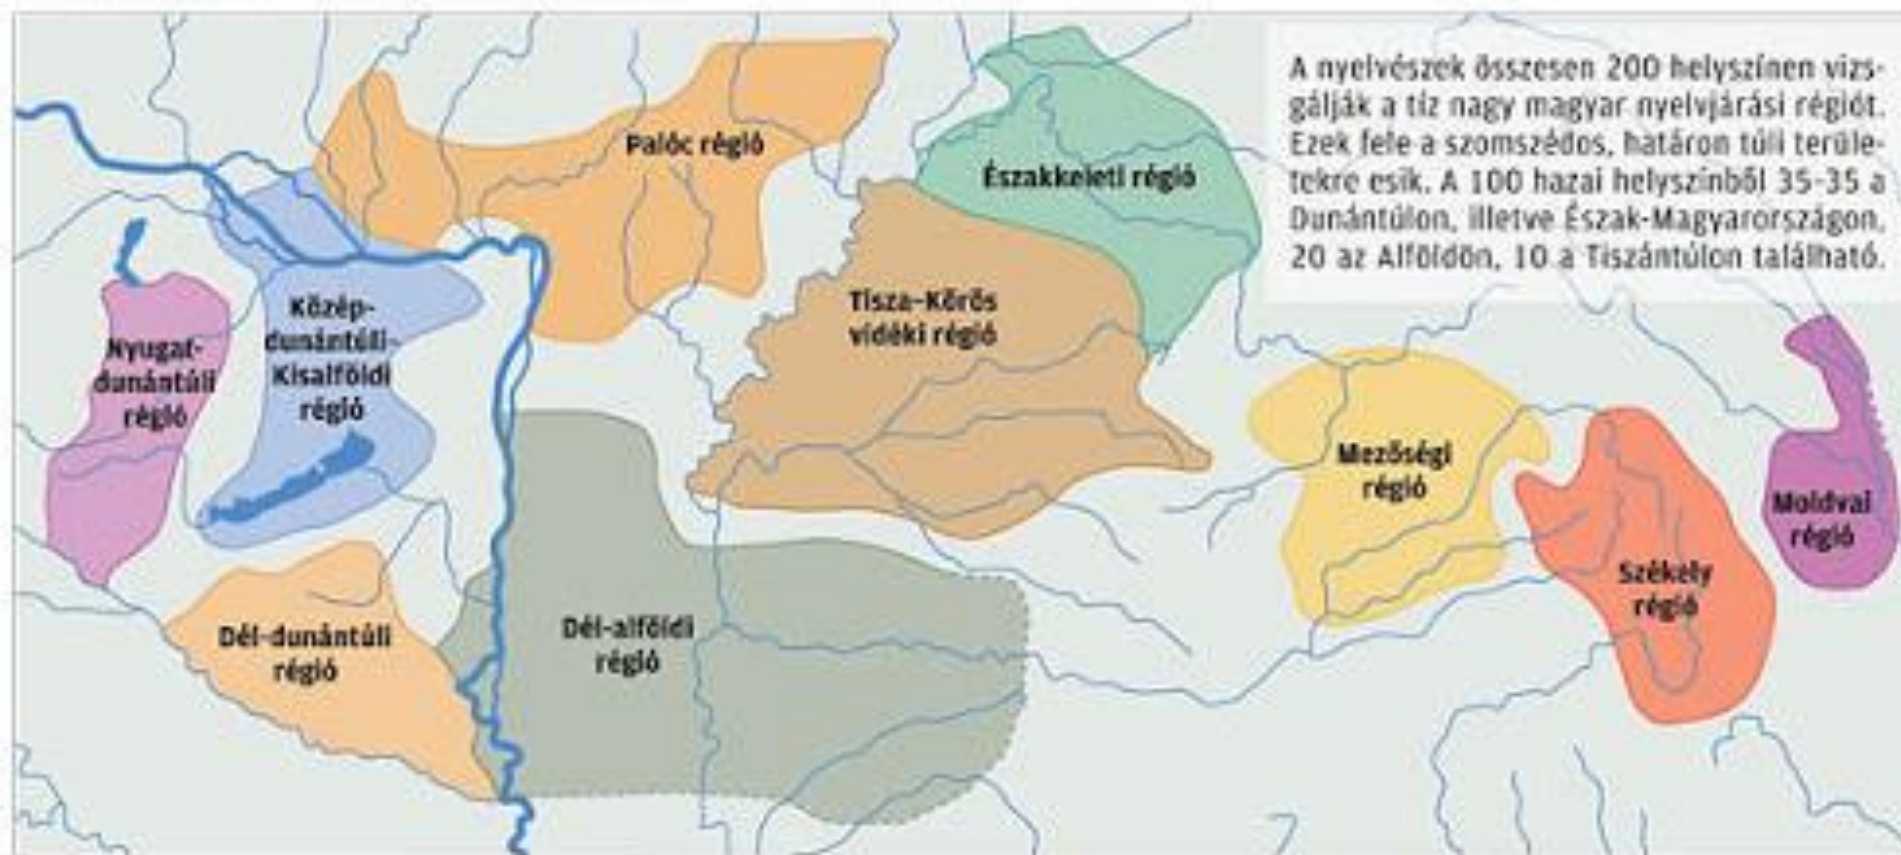 A nyelvészek összesen 200 helyszínen vizs-
gálják a tíz nagy magyar nyelvjárási régiót.
Ezek fele a szomszédos, határon túli terüle-
tekre esik. A 100 hazai helyszínből 35-35 a
Dunántúlon, illetve Észak-Magyarországon,
20 az Alföldön, 10 a Tiszántúlon található.
Palóc régió
Északkeleti régió
Tisza-Körös
vidéki régió
Közép-
dunántúli-
Kisalföldi
régió
Nyugat-
dunántúli
régió
Mezőségi
régió
Moldvai
régió
Székely
régió
Dél-dunántúli
régió
Dél-alföldi
régió